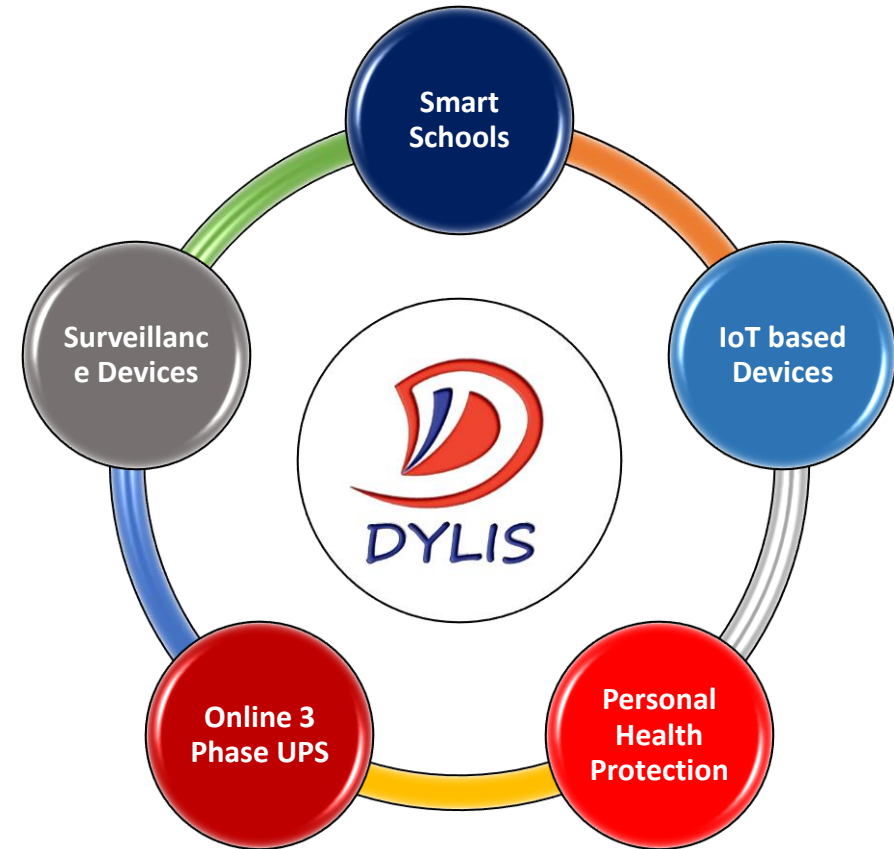 Smart
Schools
IoT based
Devices
Personal
Health
Protection
Online 3
Phase UPS
Surveillanc
e Devices
DYLIS